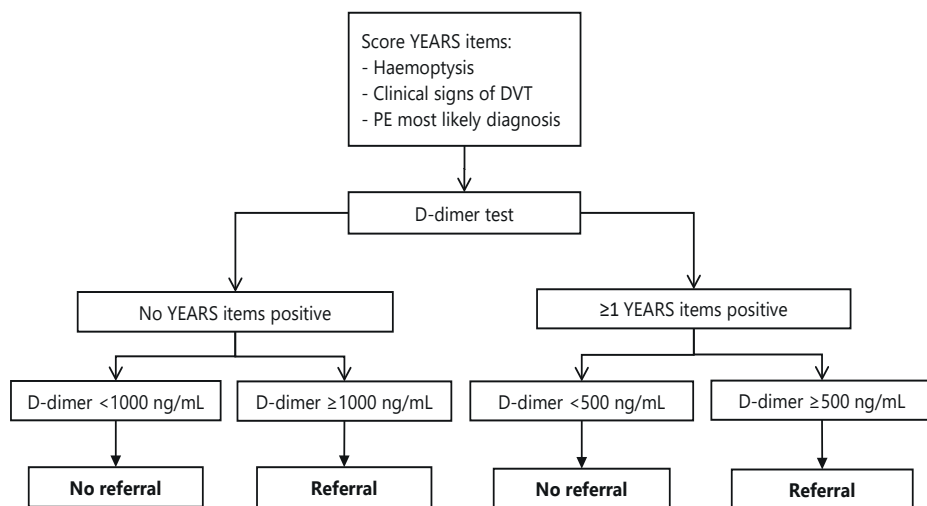 Score YEARS items:
- Haemoptysis
- Clinical signs of DVT
- PE most likely diagnosis
D-dimer test
No YEARS items positive
≥1 YEARS items positive
D-dimer <1000 ng/mL
D-dimer ≥1000 ng/mL
D-dimer <500 ng/mL
D-dimer ≥500 ng/mL
No referral
Referral
No referral
Referral